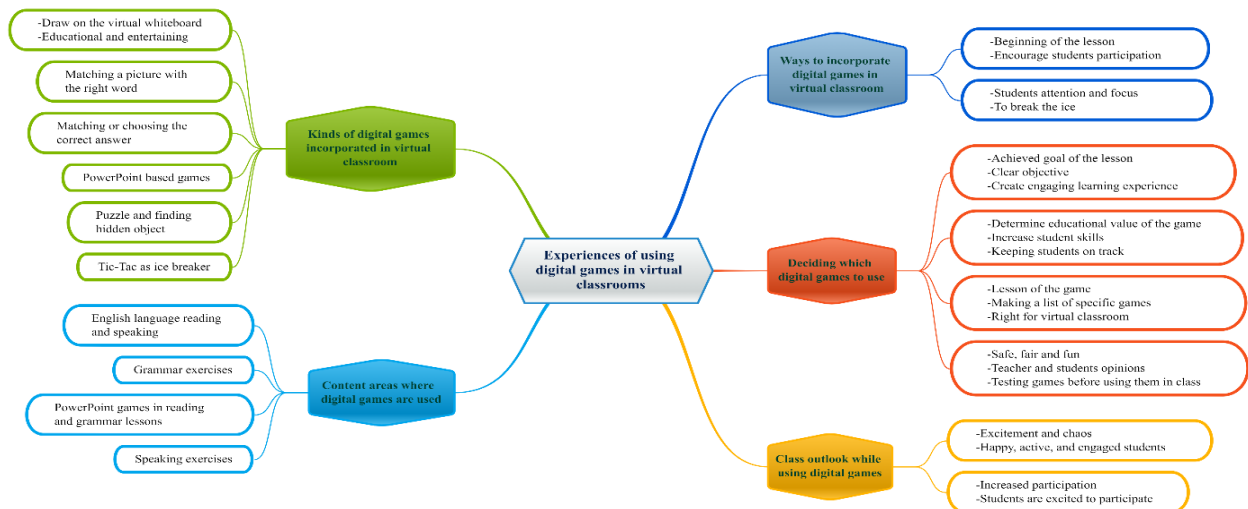 -Draw on the virtual whiteboard
-Educational and entertaining
Matching a picture with
the right word
Matching or choosing the
correct answer
PowerPoint based games
Puzzle and finding
hidden object
Tic-Tac as ice breaker
Kinds of digital games
incorporated in virtual
classroom
English language reading
and speaking
Grammar exercises
PowerPoint games in reading
and grammar lessons
Speaking exercises
Content areas where
digital games are used
Experiences of using
digital games in virtual
classrooms
Ways to incorporate
digital games in
virtual classroom
-Beginning of the lesson
-Encourage students participation
-Students attention and focus
-To break the ice
Deciding which
digital games to use
-Achieved goal of the lesson
-Clear objective
-Create engaging learning experience
-Determine educational value of the game
-Increase student skills
-Keeping students on track
-Lesson of the game
-Making a list of specific games
-Right for virtual classroom
-Safe, fair and fun
-Teacher and students opinions
-Testing games before using them in class
Class outlook while
using digital games
-Excitement and chaos
-Happy, active, and engaged students
-Increased participation
-Students are excited to participate